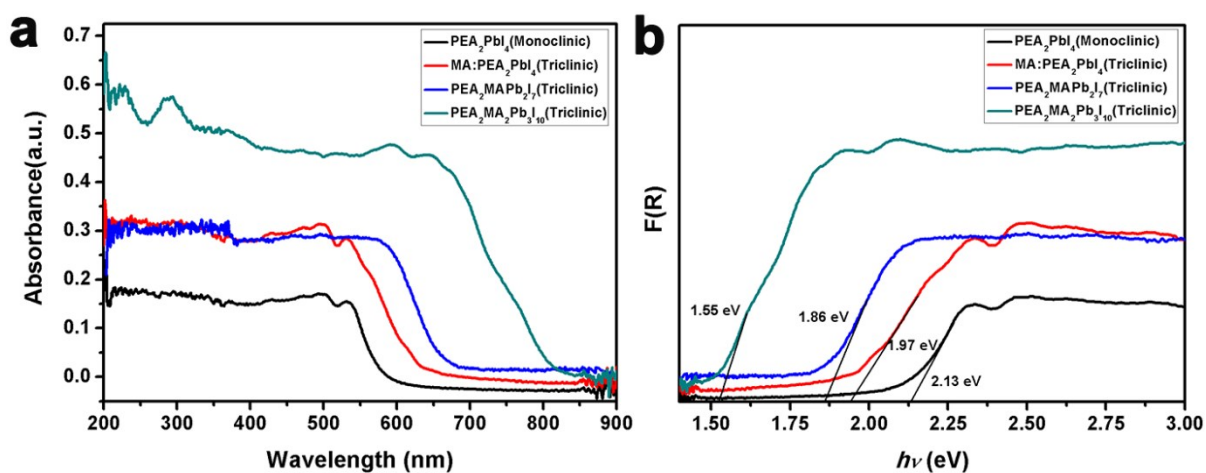 a
0.7
0.6
0.5
0.4
0.3
0.2
0.1
0.0
Absorbance(a.u.)
200 300 400 500 600 700 800 900
Wavelength (nm)
PEA₂PbI₄(Monoclinic)
MA:PEA₂PbI₄(Triclinic)
PEA₂MAPb₂I₇(Triclinic)
PEA₂MA₂Pb₃I₁₀(Triclinic)
b
F(R)
PEA₂PbI₄(Monoclinic)
MA:PEA₂PbI₄(Triclinic)
PEA₂MAPb₂I₇(Triclinic)
PEA₂MA₂Pb₃I₁₀(Triclinic)
1.55 eV
1.86 eV
1.97 eV
2.13 eV
1.50 1.75 2.00 2.25 2.50 2.75 3.00
hν (eV)